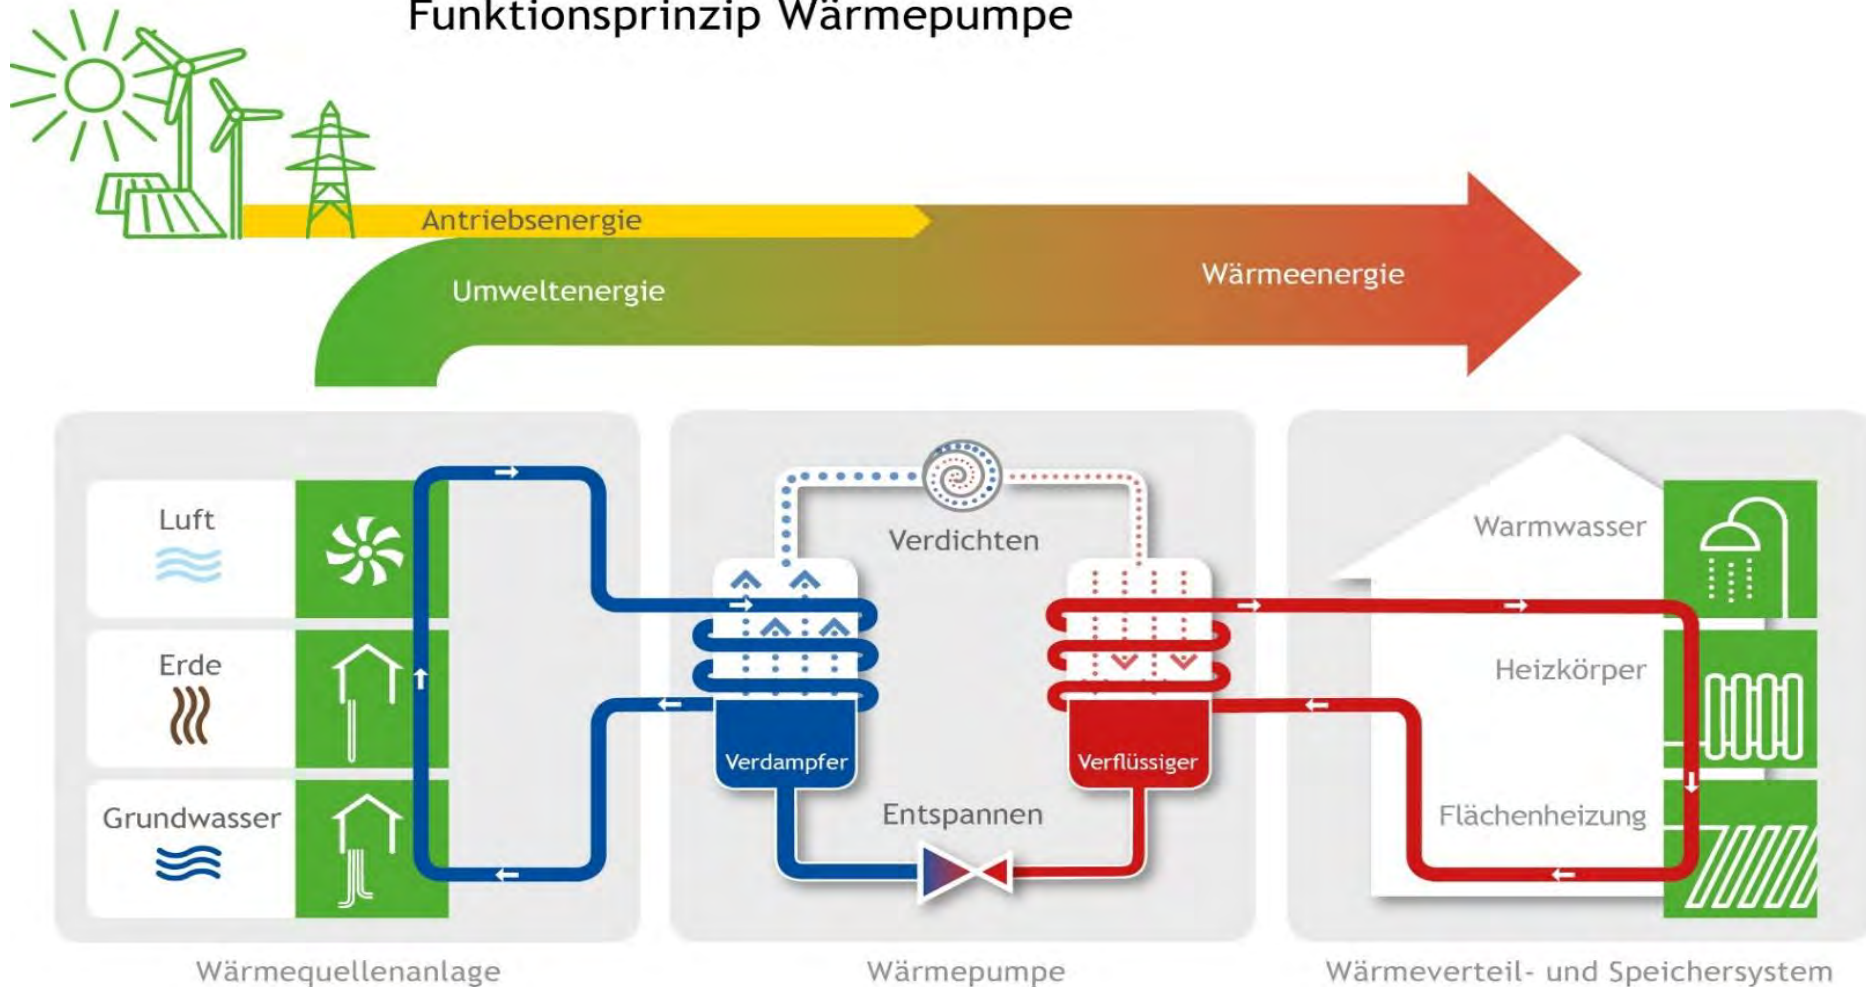 Funktionsprinzip Wärmepumpe
Antriebsenergie
Umweltenergie
Wärmeenergie
Luft
Erde
Grundwasser
Verdichten
Verdampfer
Verflüssiger
Entspannen
Warmwasser
Heizkörper
Flächenheizung
Wärmequellenanlage
Wärmepumpe
Wärmeverteil- und Speichersystem